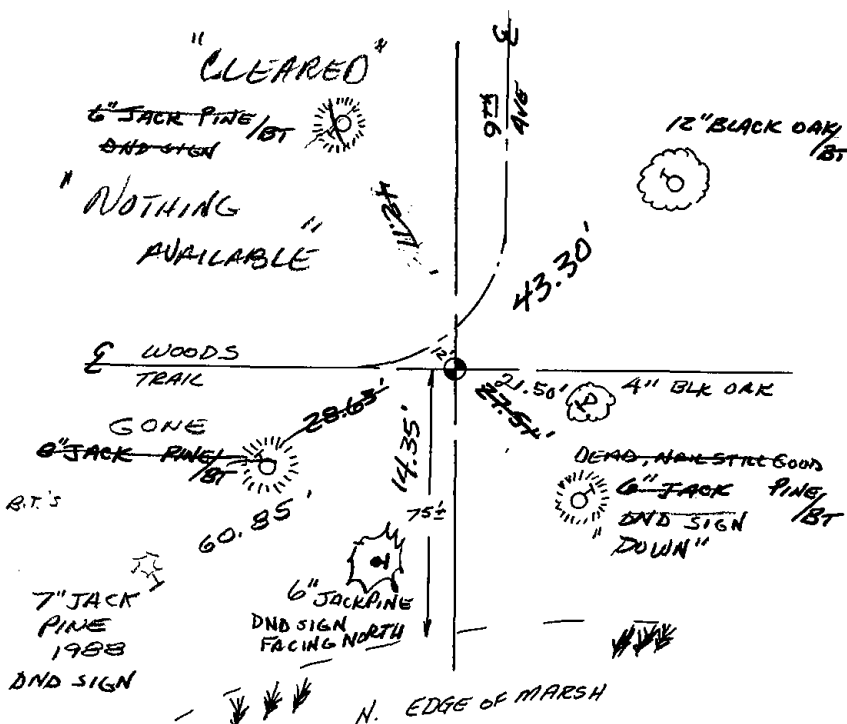 "CLEARED"
6" JACK PINE/BT
DND SIGN
"NOTHING
AVAILABLE"
42.17'
℄
9TH
AVE
12" BLACK OAK/
BT
43.30'
℄ WOODS
TRAIL
12'
21.50'
4" BLK OAK
D
GONE
8" JACK PINE/
BT
28.63'
14.35'
DEAD, NAIL STILL GOOD
6" JACK PINE/
BT
DND SIGN
"DOWN"
B.T.'s
60.85'
75±
7" JACK
PINE
1988
DND SIGN
6" JACKPINE
DND SIGN
FACING NORTH
N. EDGE OF MARSH